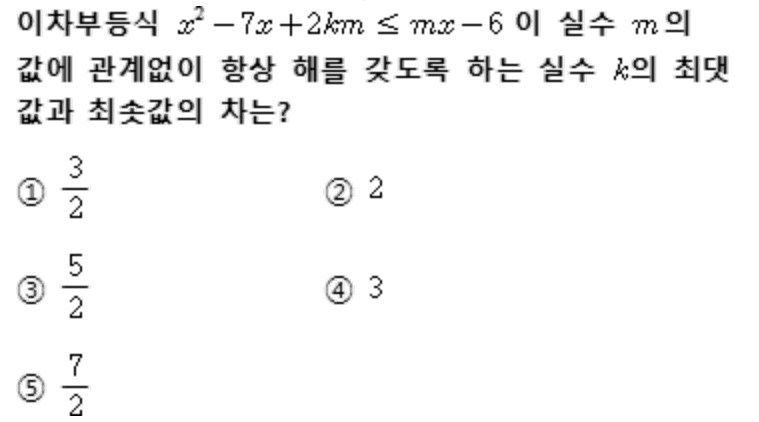 이차부등식 x² − 7x + 2km ≤ mx − 6 이 실수 m의
값에 관계없이 항상 해를 갖도록 하는 실수 k의 최댓
값과 최솟값의 차는?
① 3/2 ② 2
③ 5/2 ④ 3
⑤ 7/2